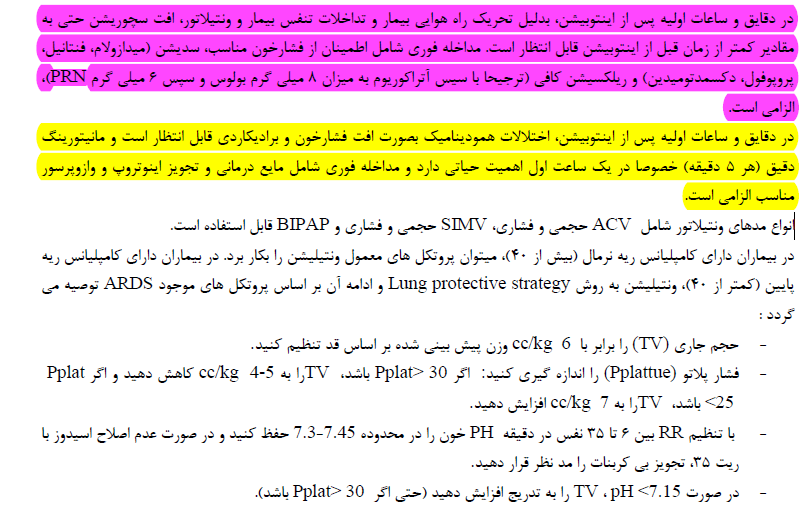 در دقایق و ساعات اولیه پس از اینتوبیشن، بدلیل تحریک راه هوایی بیمار و تداخلات تنفس بیمار و ونتیلاتور، افت سچوریشن حتی به
مقادیر کمتر از زمان قبل از اینتوبیشن قابل انتظار است. مداخله فوری شامل اطمینان از فشارخون مناسب، سدیشن (میدازولام، فنتانیل،
پروپوفول، دکسمدتومیدین) و ریلکسیشن کافی (ترجیحا با سیس آتراکوریوم به میزان ۸ میلی گرم بولوس و سپس ۶ میلی گرم PRN)،
الزامی است.
در دقایق و ساعات اولیه پس از اینتوبیشن، اختلالات همودینامیک بصورت افت فشارخون و برادیکاردی قابل انتظار است و مانیتورینگ
دقیق (هر ۵ دقیقه) خصوصا در یک ساعت اول اهمیت حیاتی دارد و مداخله فوری شامل مایع درمانی و تجویز اینوتروپ و وازوپرسور
مناسب الزامی است.
انواع مدهای ونتیلاتور شامل ACV حجمی و فشاری، SIMV حجمی و فشاری و BIPAP قابل استفاده است.
در بیماران دارای کامپلیانس ریه نرمال (بیش از ۴۰)، میتوان پروتکل های معمول ونتیلیشن را بکار برد. در بیماران دارای کامپلیانس ریه
پایین (کمتر از ۴۰)، ونتیلیشن به روش Lung protective strategy و ادامه آن بر اساس پروتکل های موجود ARDS توصیه می
گردد :
- حجم جاری (TV) را برابر با 6 cc/kg وزن پیش بینی شده بر اساس قد تنظیم کنید.
- فشار پلاتو (Pplattue) را اندازه گیری کنید: اگر Pplat> 30 باشد، TVرا به 4-5 cc/kg کاهش دهید و اگر Pplat
<25 باشد، TVرا به 7 cc/kg افزایش دهید.
- با تنظیم RR بین ۶ تا ۳۵ نفس در دقیقه PH خون را در محدوده 7.3-7.45 حفظ کنید و در صورت عدم اصلاح اسیدوز با
ریت ۳۵، تجویز بی کربنات را مد نظر قرار دهید.
- در صورت pH <7.15 ، TV را به تدریج افزایش دهید (حتی اگر Pplat> 30 باشد).